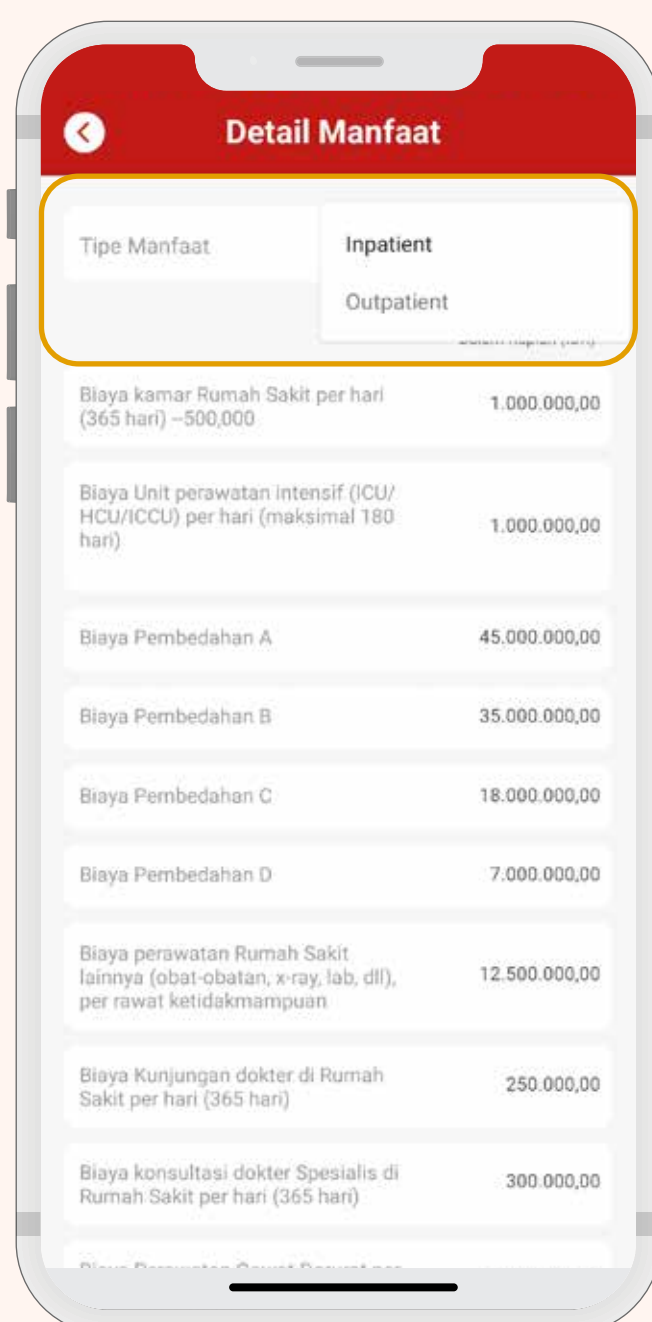 Detail Manfaat
Tipe Manfaat
Inpatient
Outpatient
Biaya kamar Rumah Sakit per hari
(365 hari) –500,000
1.000.000,00
Biaya Unit perawatan intensif (ICU/
HCU/ICCU) per hari (maksimal 180
hari)
1.000.000,00
Biaya Pembedahan A
45.000.000,00
Biaya Pembedahan B
35.000.000,00
Biaya Pembedahan C
18.000.000,00
Biaya Pembedahan D
7.000.000,00
Biaya perawatan Rumah Sakit
lainnya (obat-obatan, x-ray, lab, dll),
per rawat ketidakmampuan
12.500.000,00
Biaya Kunjungan dokter di Rumah
Sakit per hari (365 hari)
250.000,00
Biaya konsultasi dokter Spesialis di
Rumah Sakit per hari (365 hari)
300.000,00